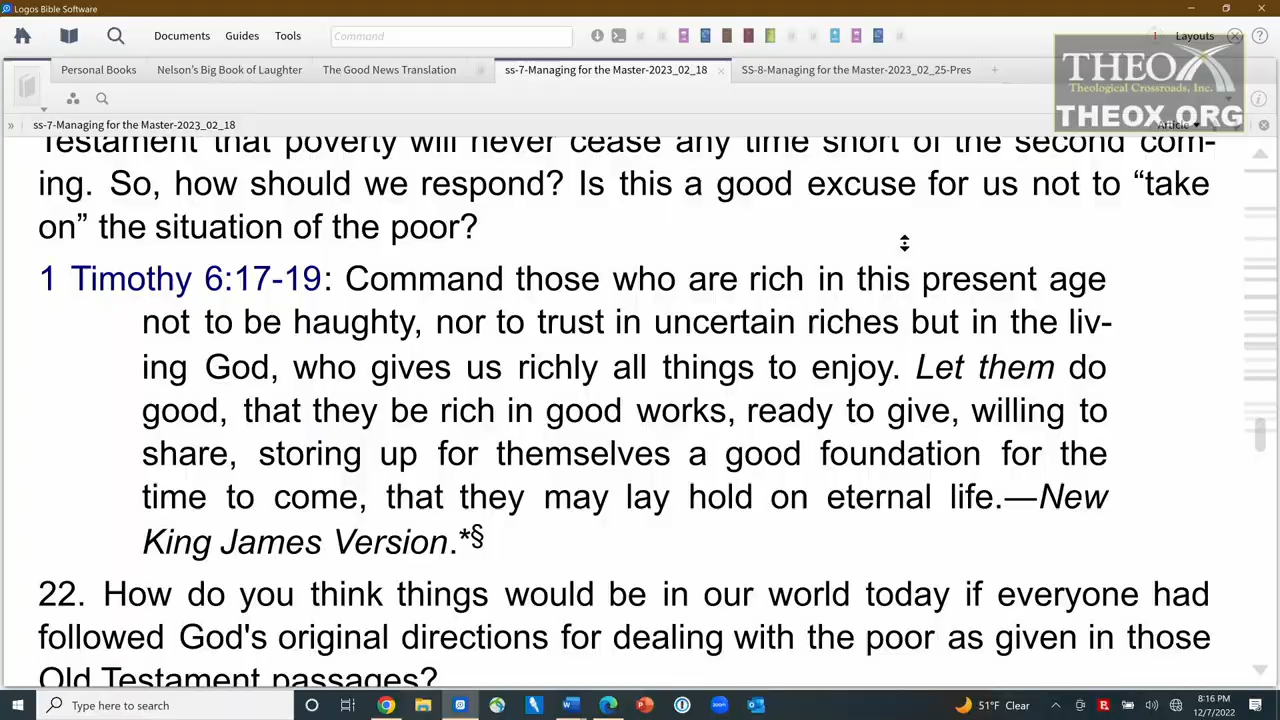 Logos Bible Software
Documents Guides Tools Command Layouts
Personal Books Nelson's Big Book of Laughter The Good News Translation ss-7-Managing for the Master-2023_02_18 SS-8-Managing for the Master-2023_02_25-Pres
THEOX
Theological Crossroads, Inc.
THEOX.ORG
ss-7-Managing for the Master-2023_02_18 Article
Testament that poverty will never cease any time short of the second com-
ing. So, how should we respond? Is this a good excuse for us not to “take
on” the situation of the poor?
1 Timothy 6:17-19: Command those who are rich in this present age
not to be haughty, nor to trust in uncertain riches but in the liv-
ing God, who gives us richly all things to enjoy. Let them do
good, that they be rich in good works, ready to give, willing to
share, storing up for themselves a good foundation for the
time to come, that they may lay hold on eternal life.—New
King James Version.*§
22. How do you think things would be in our world today if everyone had
followed God's original directions for dealing with the poor as given in those
Old Testament passages?
Type here to search 51°F Clear 8:16 PM
12/7/2022